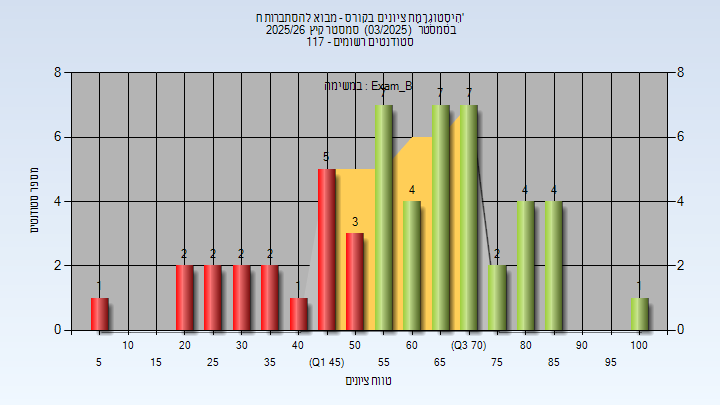 הִיסְטוֹגְרָמַת ציונים בקורס - מבוא להסתברות ח'
בסמסטר (03/2025) סמסטר קיץ 2025/26
סטודנטים רשומים - 117
במשימה : Exam_B
8 8
6 6
4 4
2 2
0 0
מספר סטודנטים
1 2 2 2 2 1 5 3 7 4 7 7 2 4 4 1
10 20 30 40 50 60 (Q3 70) 80 90 100
5 15 25 35 (Q1 45) 55 65 75 85 95
טווח ציונים